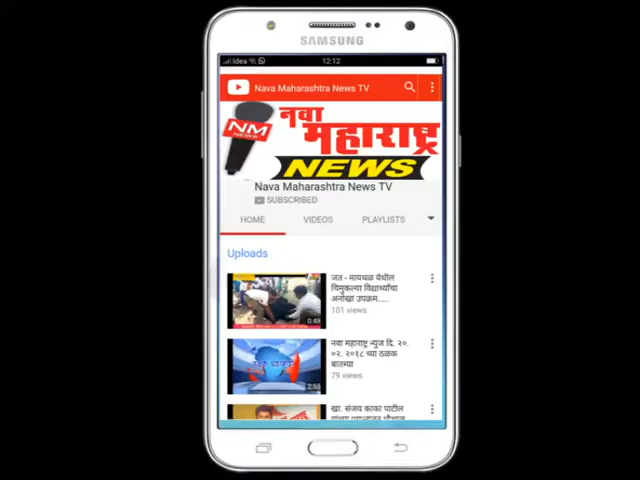 SAMSUNG
Idea
12:12
Nava Maharashtra News TV
नवा
महाराष्ट्र
NM
NEWS
NEWS
Nava Maharashtra News TV
SUBSCRIBED
HOME VIDEOS PLAYLISTS
Uploads
जत - मायथळ येथील
चिमुकल्या विद्यार्थ्यांचा
अनोखा उपक्रम.....
101 views
0:48
नवा महाराष्ट्र न्युज दि. २०.
०२. २०१८ च्या ठळक
बातम्या
79 views
2:55
खा. संजय काका पाटील